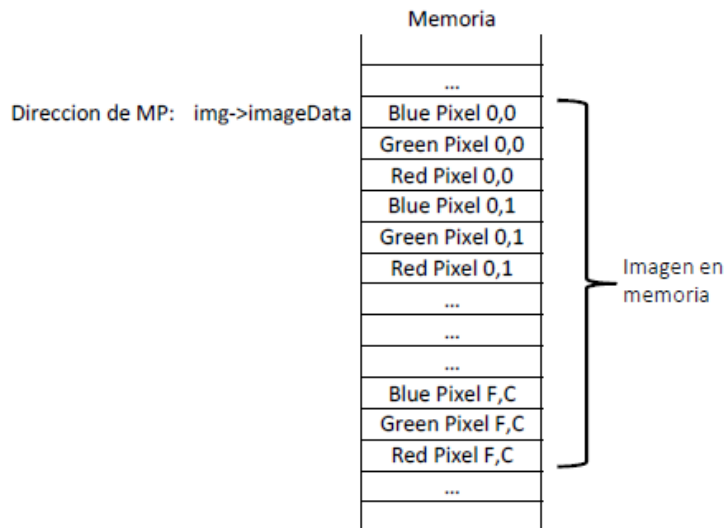 Memoria
...
Direccion de MP: img->imageData
Blue Pixel 0,0
Green Pixel 0,0
Red Pixel 0,0
Blue Pixel 0,1
Green Pixel 0,1
Red Pixel 0,1
Imagen en
memoria
...
...
...
Blue Pixel F,C
Green Pixel F,C
Red Pixel F,C
...